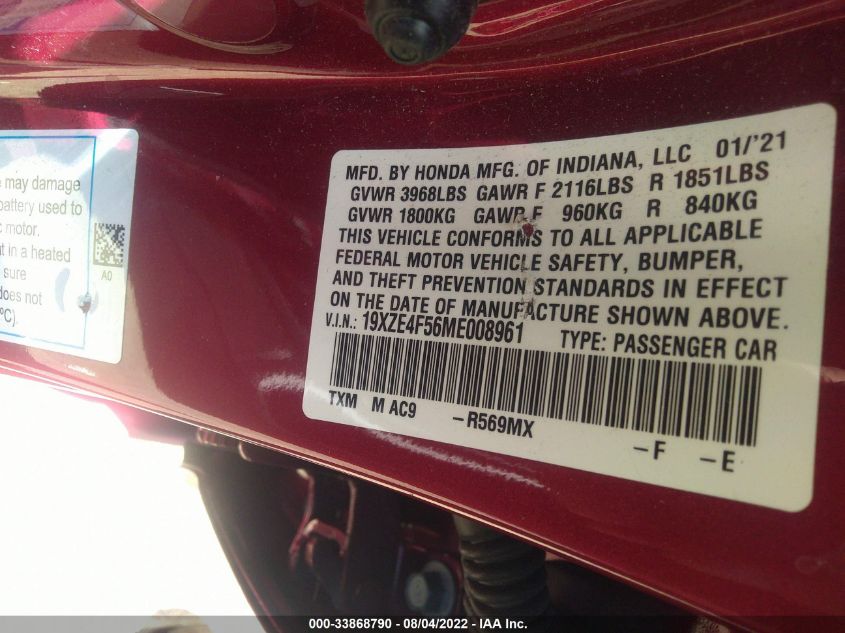 may damage
battery used to
motor.
in a heated
sure
does not
A0
MFD. BY HONDA MFG. OF INDIANA, LLC 01/'21
GVWR 3968LBS GAWR F 2116LBS R 1851LBS
GVWR 1800KG GAWR F 960KG R 840KG
THIS VEHICLE CONFORMS TO ALL APPLICABLE
FEDERAL MOTOR VEHICLE SAFETY, BUMPER,
AND THEFT PREVENTION STANDARDS IN EFFECT
ON THE DATE OF MANUFACTURE SHOWN ABOVE.
V.I.N.: 19XZE4F56ME008961 TYPE: PASSENGER CAR
TXM M AC9 –R569MX –F –E
000-33868790 - 08/04/2022 - IAA Inc.